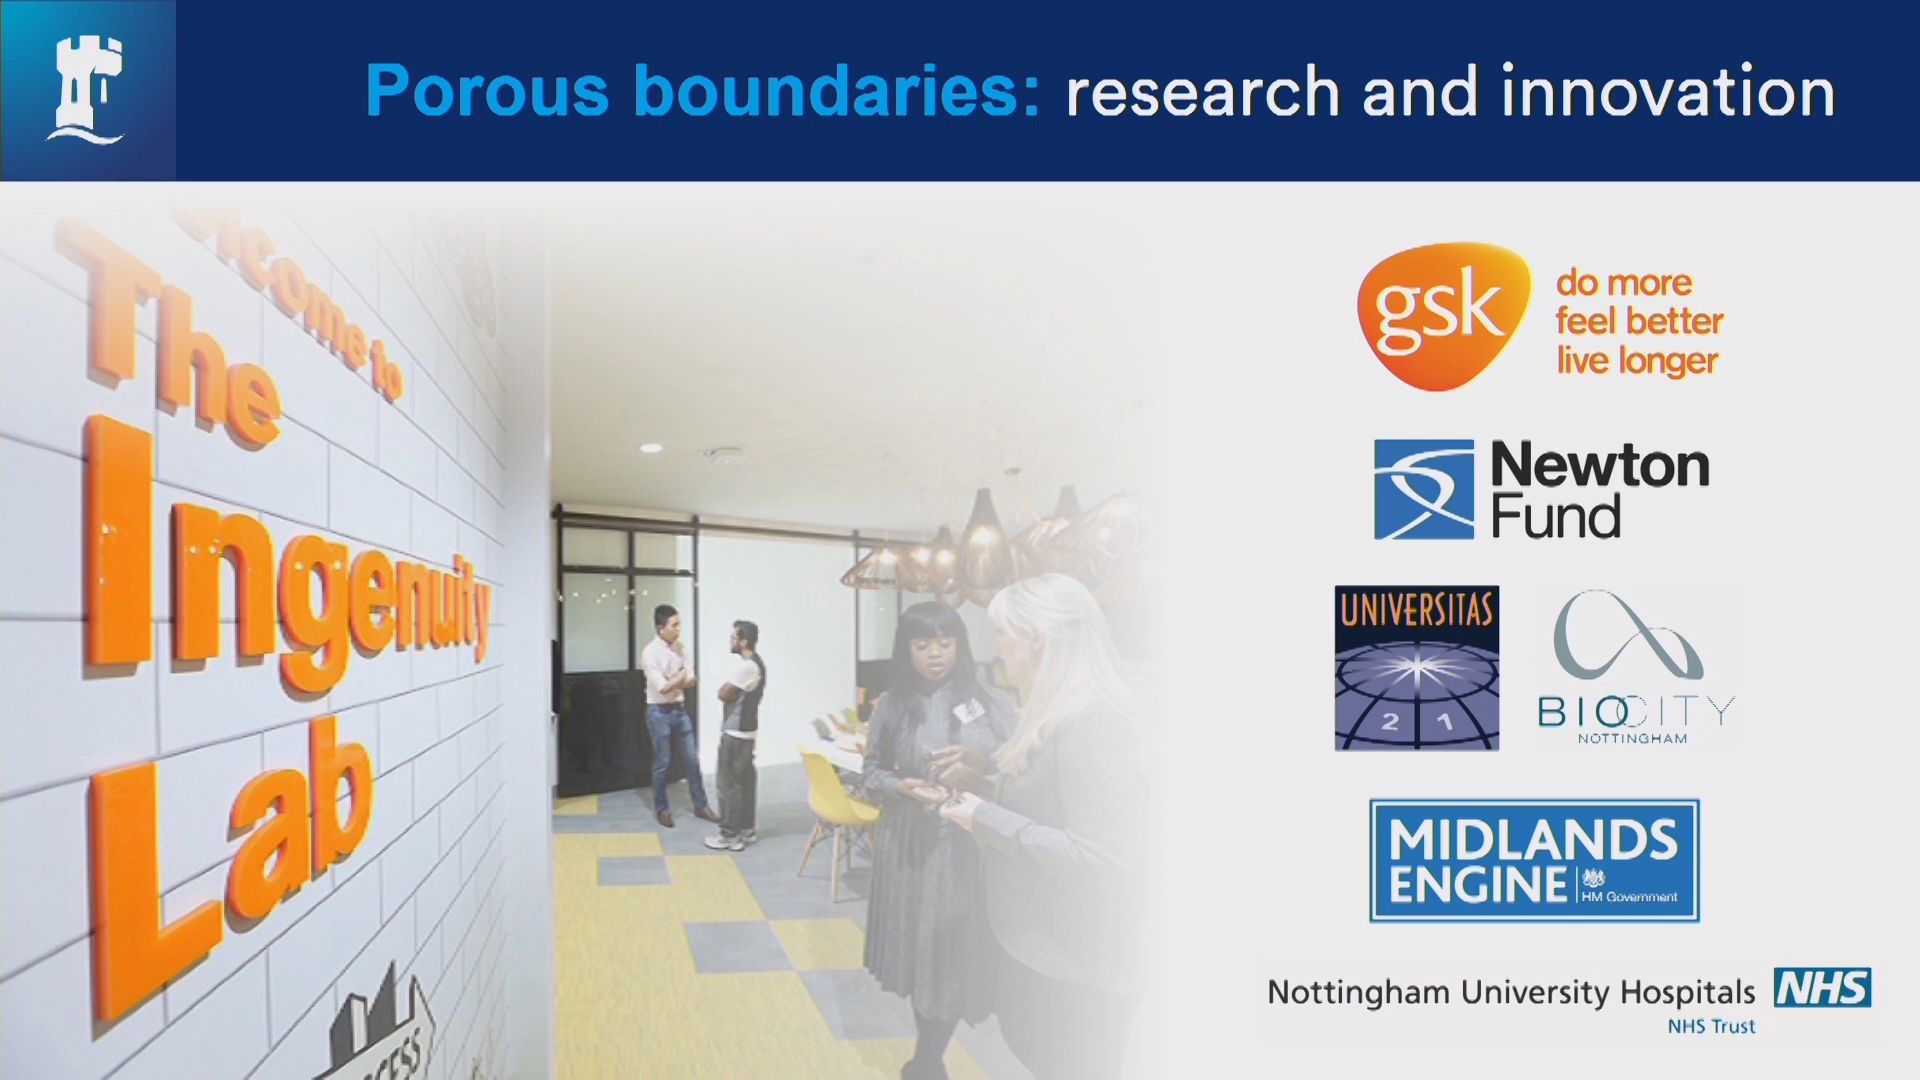 Porous boundaries: research and innovation
come to
The
Ingenuity
Lab
gsk
do more
feel better
live longer
Newton
Fund
UNIVERSITAS
2 1
BIOCITY
NOTTINGHAM
MIDLANDS
ENGINE
HM Government
Nottingham University Hospitals NHS
NHS Trust